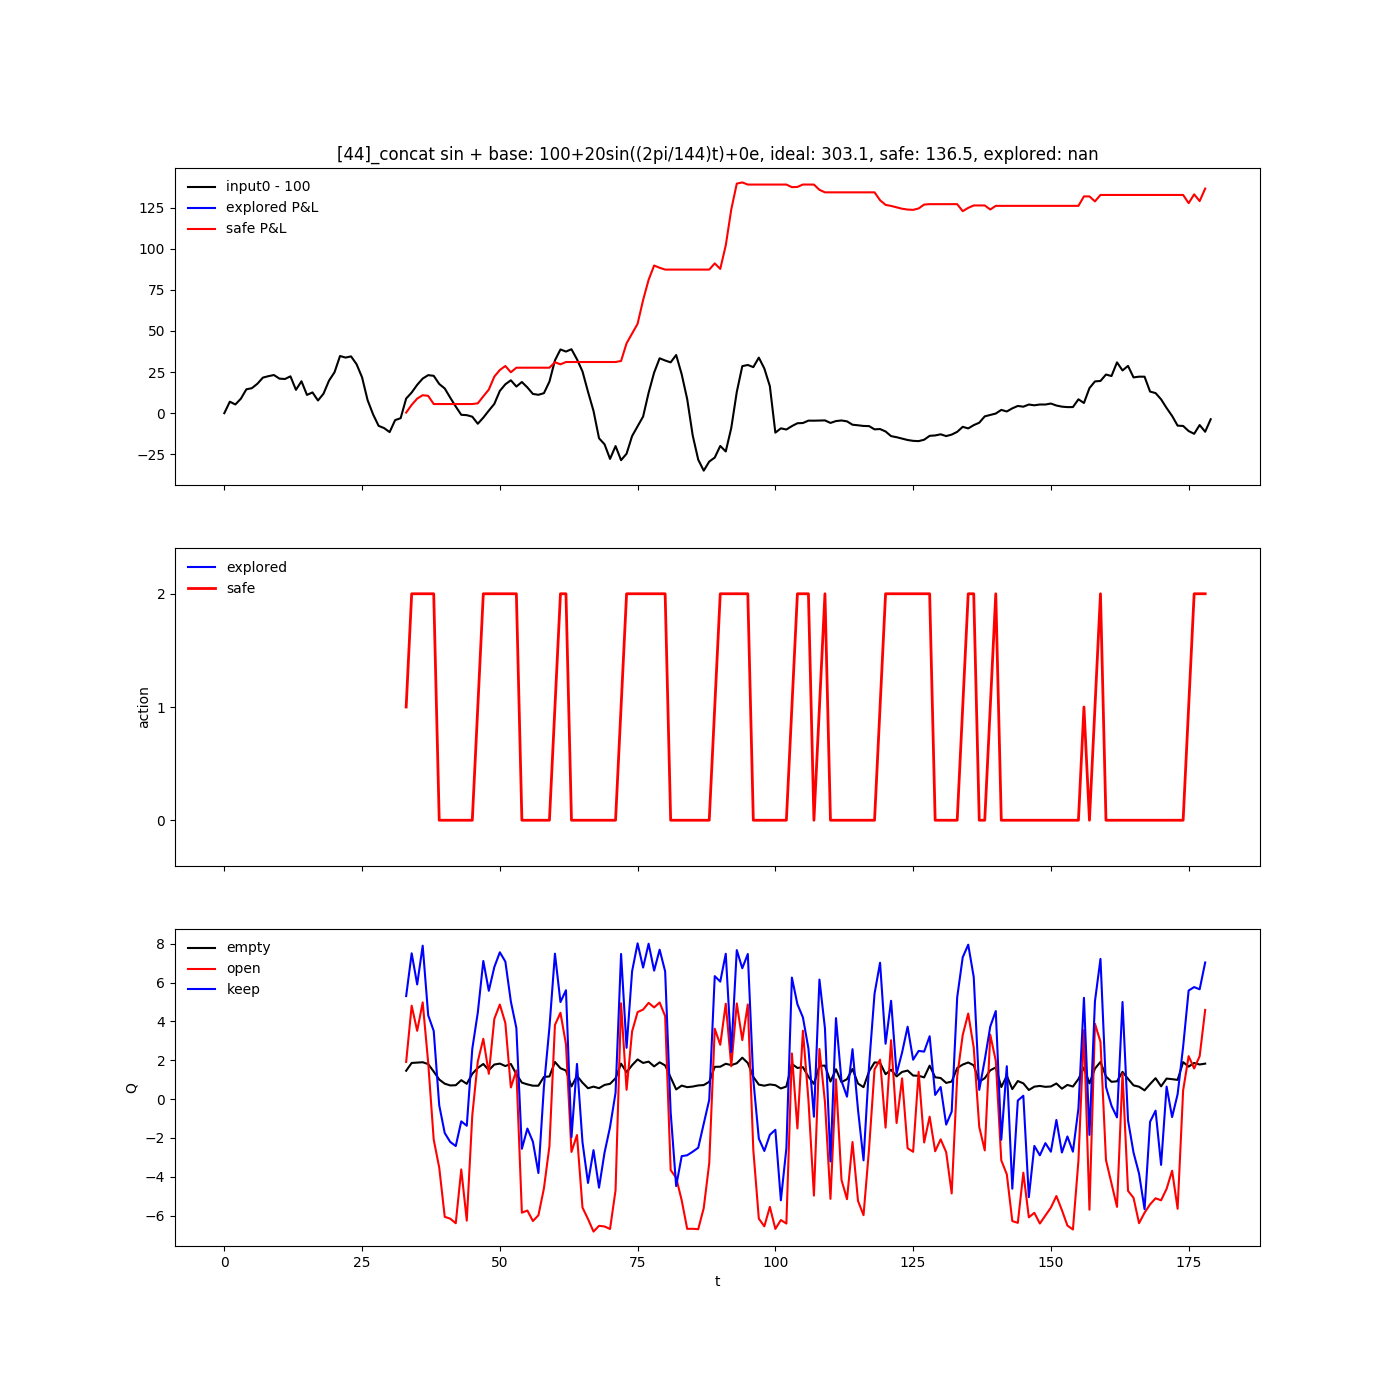 [44]_concat sin + base: 100+20sin((2pi/144)t)+0e, ideal: 303.1, safe: 136.5, explored: nan
input0 - 100
explored P&L
safe P&L
125
100
75
50
25
0
−25
explored
safe
2
1
0
action
empty
open
keep
8
6
4
2
0
−2
−4
−6
Q
0 25 50 75 100 125 150 175
t